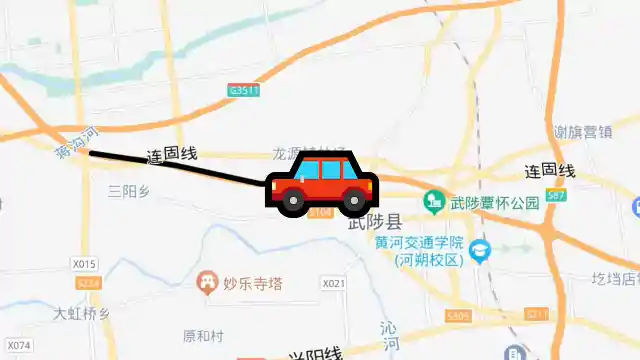 G3511
蒋沟河
连固线
龙源镇
谢旗营镇
连固线
三阳乡
S104
武陟县
武陟覃怀公园
S87
黄河交通学院
(河朔校区)
X015
S234
妙乐寺塔
X021
圪垱店
大虹桥乡
原和村
沁河
S309
S211
X074
兴阳线